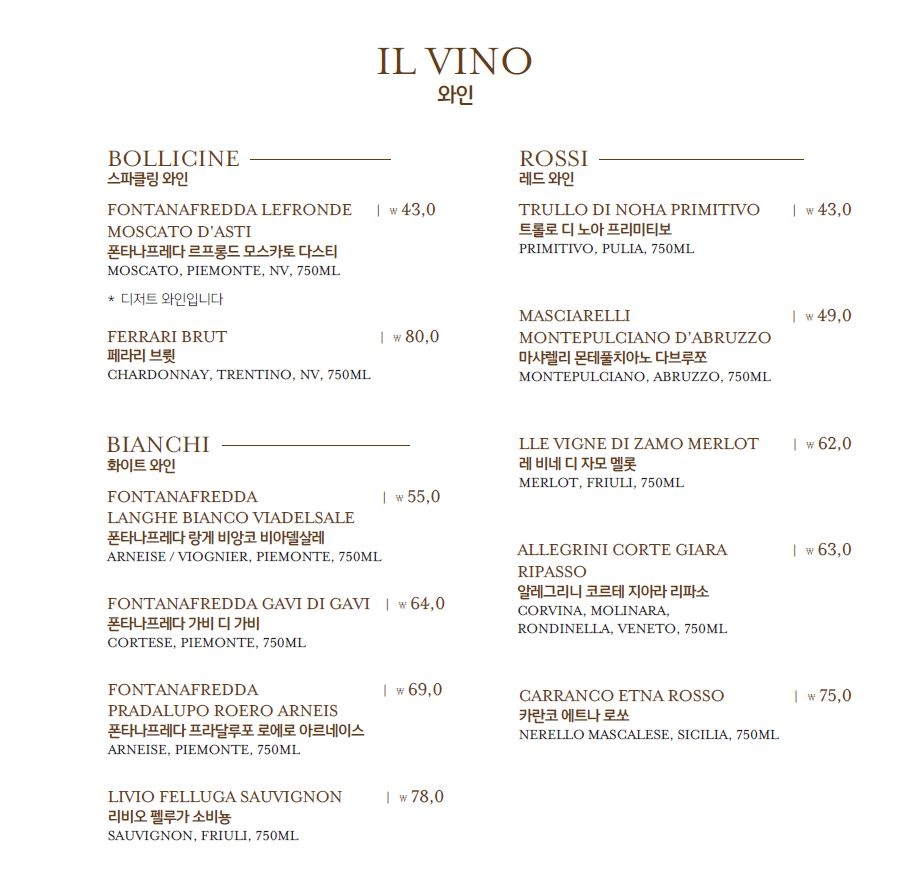 IL VINO
와인
BOLLICINE
스파클링 와인
FONTANAFREDDA LEFRONDE | ₩ 43,0
MOSCATO D'ASTI
폰타나프레다 르프롱드 모스카토 다스티
MOSCATO, PIEMONTE, NV, 750ML
* 디저트 와인입니다
FERRARI BRUT | ₩ 80,0
페라리 브륏
CHARDONNAY, TRENTINO, NV, 750ML
BIANCHI
화이트 와인
FONTANAFREDDA | ₩ 55,0
LANGHE BIANCO VIADELSALE
폰타나프레다 랑게 비앙코 비아델살레
ARNEISE / VIOGNIER, PIEMONTE, 750ML
FONTANAFREDDA GAVI DI GAVI | ₩ 64,0
폰타나프레다 가비 디 가비
CORTESE, PIEMONTE, 750ML
FONTANAFREDDA | ₩ 69,0
PRADALUPO ROERO ARNEIS
폰타나프레다 프라달루포 로에로 아르네이스
ARNEISE, PIEMONTE, 750ML
LIVIO FELLUGA SAUVIGNON | ₩ 78,0
리비오 펠루가 소비뇽
SAUVIGNON, FRIULI, 750ML
ROSSI
레드 와인
TRULLO DI NOHA PRIMITIVO | ₩ 43,0
트롤로 디 노아 프리미티보
PRIMITIVO, PULIA, 750ML
MASCIARELLI | ₩ 49,0
MONTEPULCIANO D'ABRUZZO
마샤렐리 몬테풀치아노 다브루쪼
MONTEPULCIANO, ABRUZZO, 750ML
LLE VIGNE DI ZAMO MERLOT | ₩ 62,0
레 비네 디 자모 멜롯
MERLOT, FRIULI, 750ML
ALLEGRINI CORTE GIARA | ₩ 63,0
RIPASSO
알레그리니 코르테 지아라 리파소
CORVINA, MOLINARA,
RONDINELLA, VENETO, 750ML
CARRANCO ETNA ROSSO | ₩ 75,0
카란코 에트나 로쏘
NERELLO MASCALESE, SICILIA, 750ML